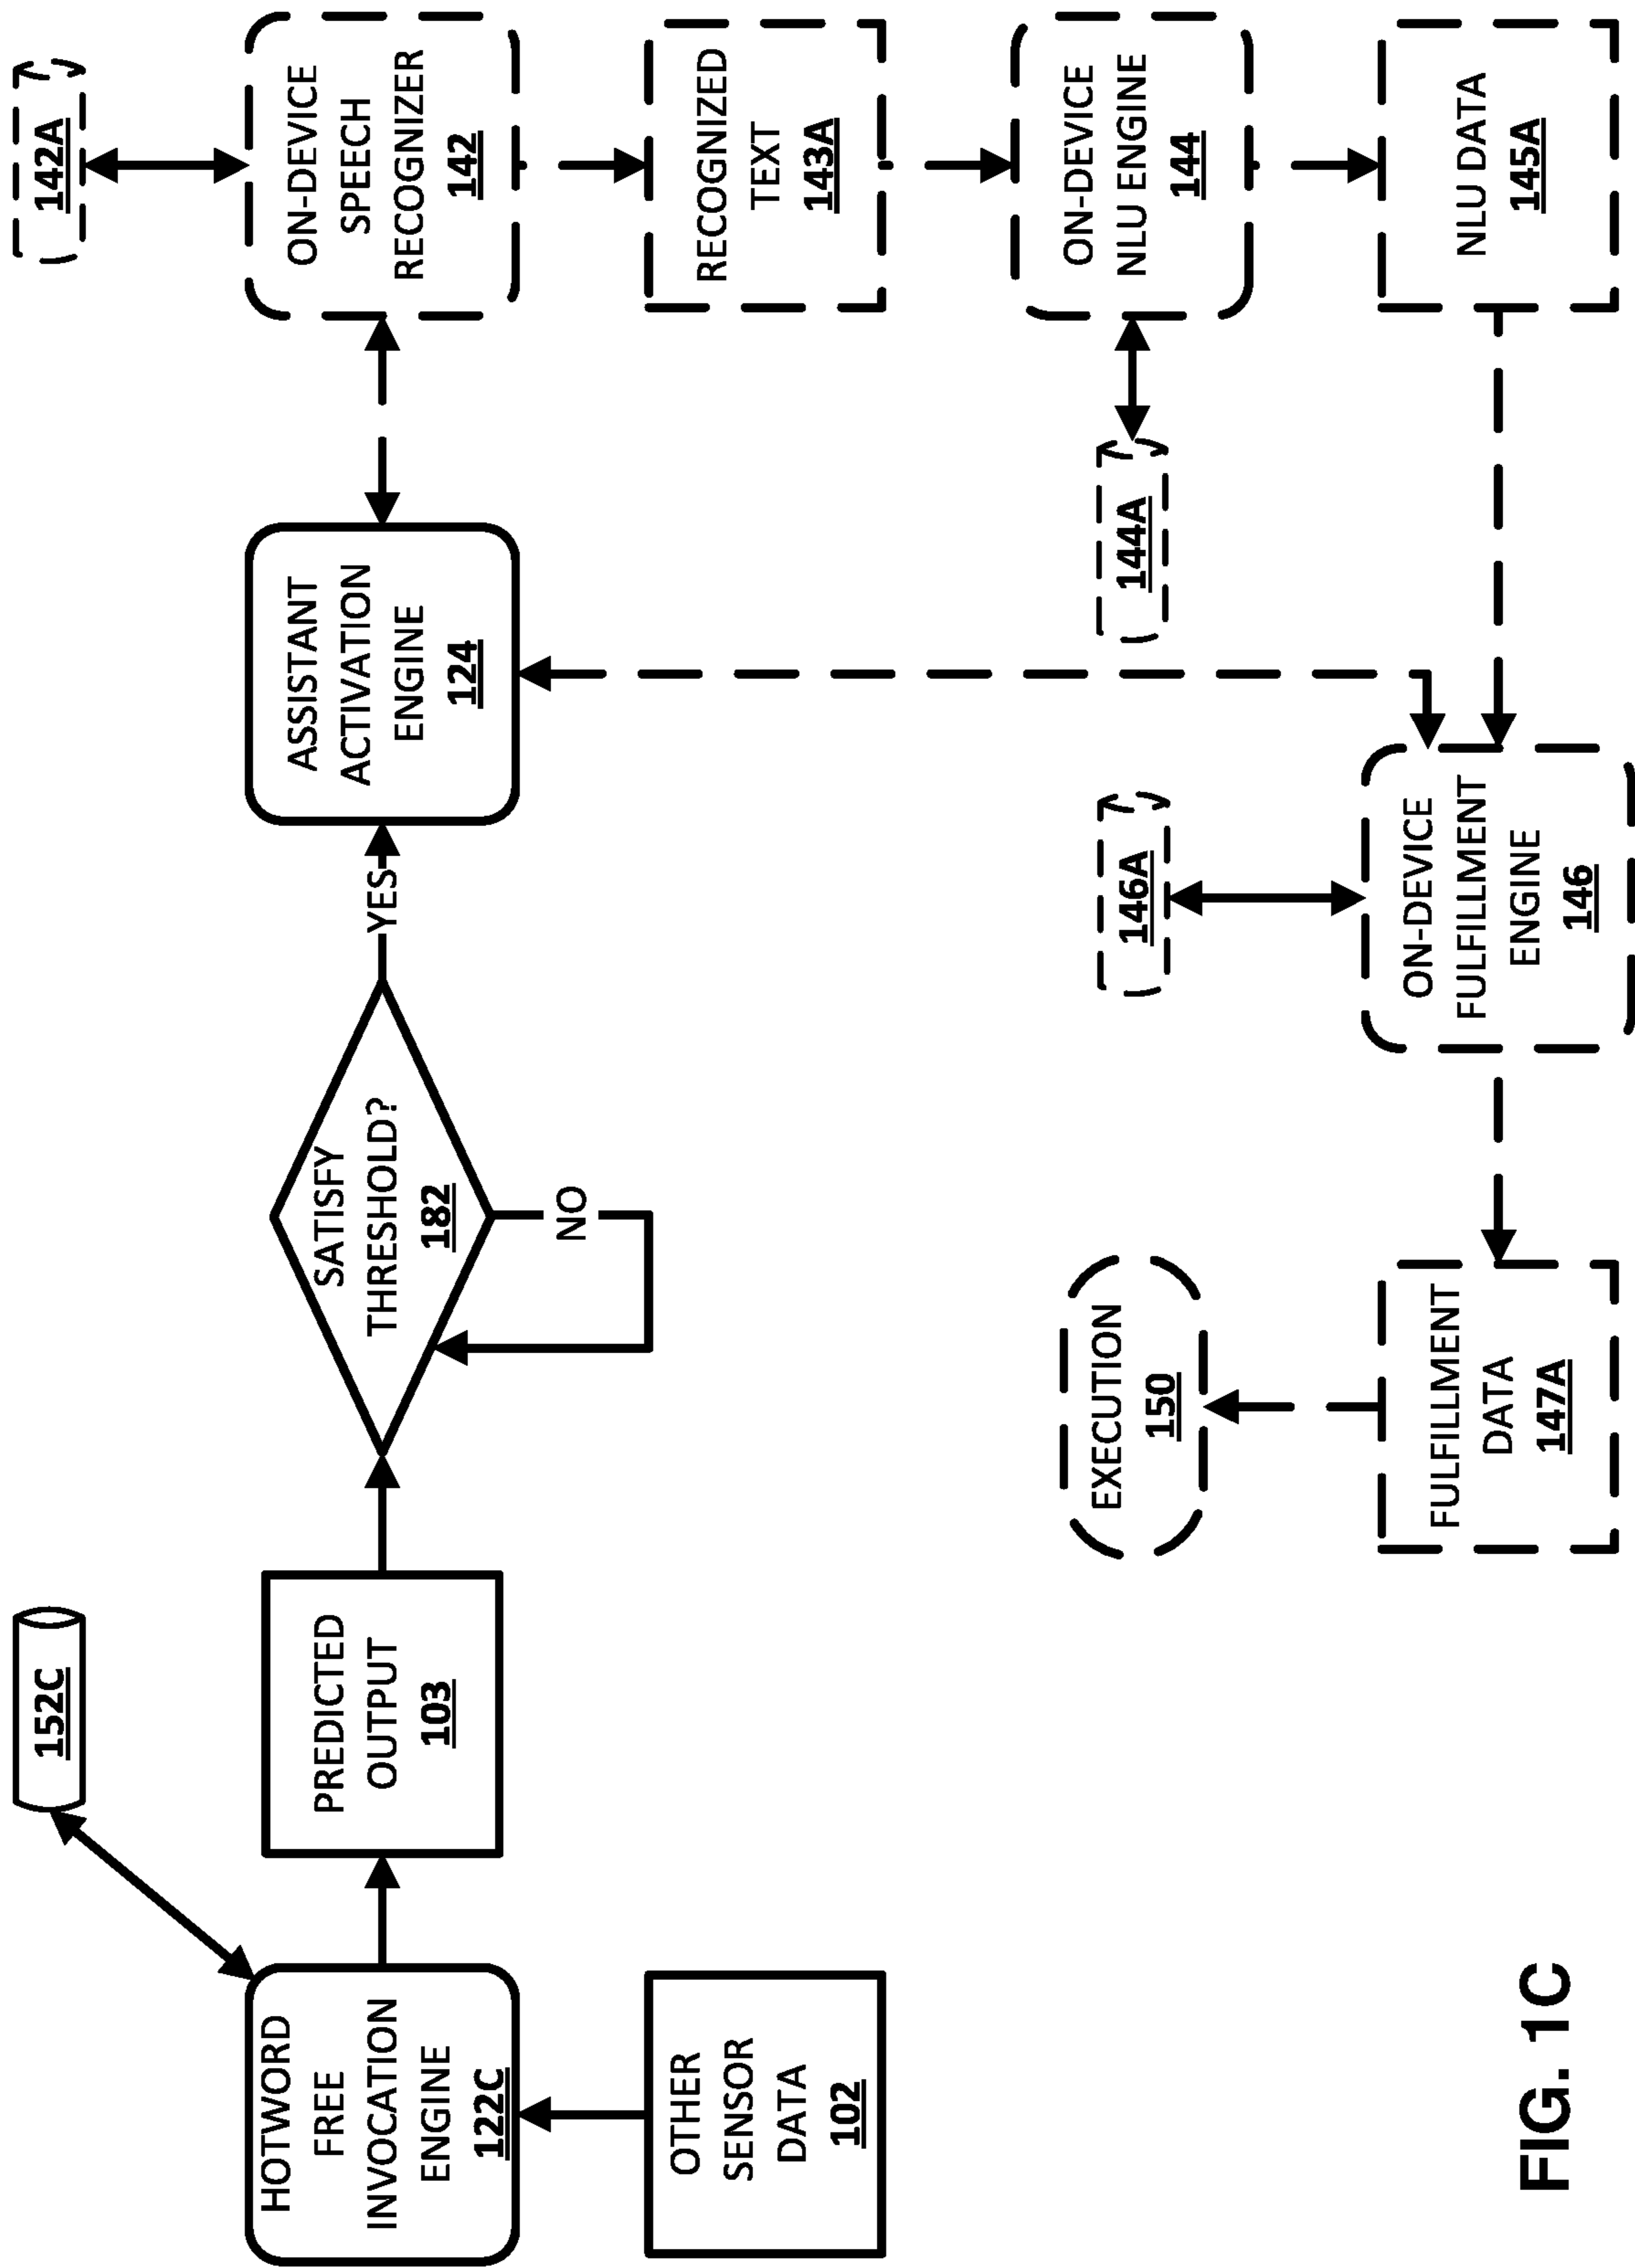 152C
142A
HOTWORD
FREE
INVOCATION
ENGINE
122C
PREDICTED
OUTPUT
103
SATISFY
THRESHOLD?
182
YES
NO
ASSISTANT
ACTIVATION
ENGINE
124
ON-DEVICE
SPEECH
RECOGNIZER
142
OTHER
SENSOR
DATA
102
RECOGNIZED
TEXT
143A
EXECUTION
150
146A
144A
ON-DEVICE
NLU ENGINE
144
FULFILLMENT
DATA
147A
ON-DEVICE
FULFILLMENT
ENGINE
146
NLU DATA
145A
FIG. 1C